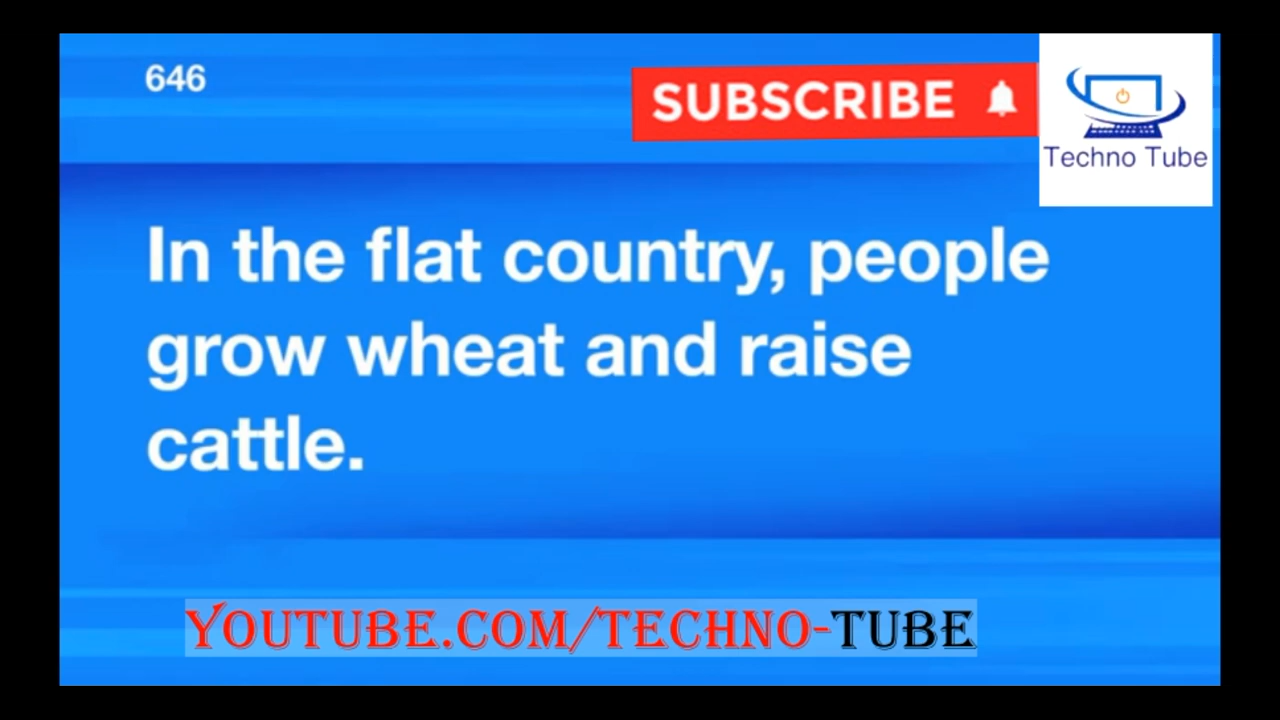 646
SUBSCRIBE
Techno Tube
In the flat country, people
grow wheat and raise
cattle.
YOUTUBE.COM/TECHNO-TUBE